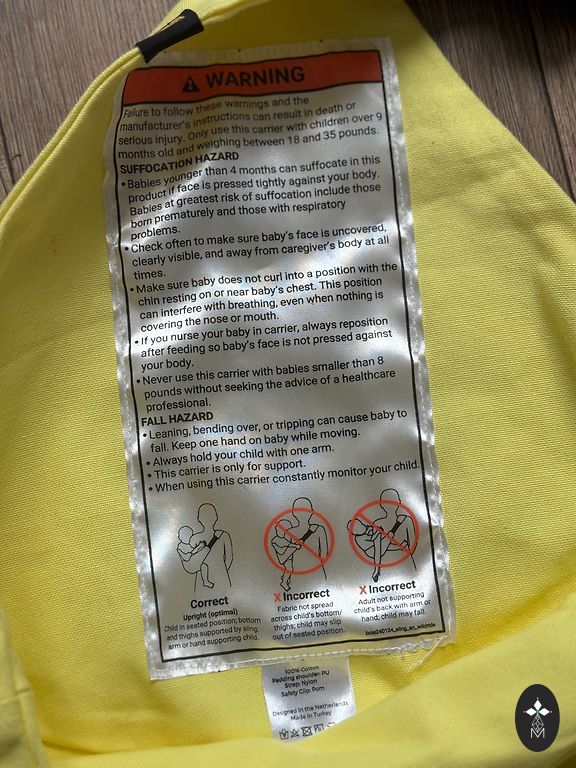 WARNING
Failure to follow these warnings and the
manufacturer's instructions can result in death or
serious injury. Only use this carrier with children over 9
months old and weighing between 18 and 35 pounds.
SUFFOCATION HAZARD
• Babies younger than 4 months can suffocate in this
product if face is pressed tightly against your body.
Babies at greatest risk of suffocation include those
born prematurely and those with respiratory
problems.
• Check often to make sure baby's face is uncovered,
clearly visible, and away from caregiver's body at all
times.
• Make sure baby does not curl into a position with the
chin resting on or near baby's chest. This position
can interfere with breathing, even when nothing is
covering the nose or mouth.
• If you nurse your baby in carrier, always reposition
after feeding so baby's face is not pressed against
your body.
• Never use this carrier with babies smaller than 8
pounds without seeking the advice of a healthcare
professional.
FALL HAZARD
• Leaning, bending over, or tripping can cause baby to
fall. Keep one hand on baby while moving.
• Always hold your child with one arm.
• This carrier is only for support.
• When using this carrier constantly monitor your child.
Correct
Upright (optimal)
Child in seated position; bottom
and thighs supported by sling;
arm or hand supporting child.
X Incorrect
Fabric not spread
across child's bottom/
thighs; child may slip
out of seated position.
X Incorrect
Adult not supporting
child's back with arm or
hand; child may fall.
100% Cotton
Padding shoulder PU
Strap: Nylon
Safety Clip: Pom
Designed in the Netherlands
Made in Turkey
M